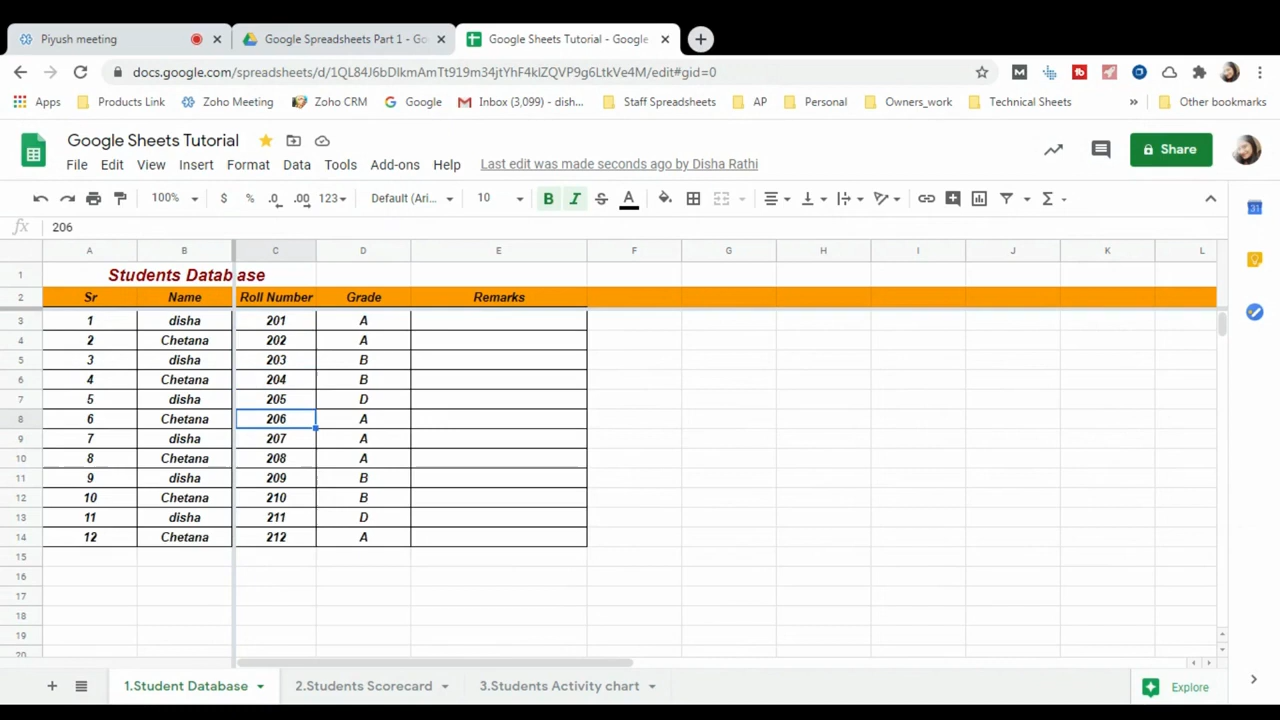 Piyush meeting
Google Spreadsheets Part 1 - Go
Google Sheets Tutorial - Google
docs.google.com/spreadsheets/d/1QL84J6sDlknAmTt919m34jtYhF4klZQVP9g6LtkVe4M/edit#gid=0
Apps Products Link Zoho Meeting Zoho CRM Google Inbox (3,099) - dish... Staff Spreadsheets AP Personal Owners_work Technical Sheets » Other bookmarks
Google Sheets Tutorial
Share
File Edit View Insert Format Data Tools Add-ons Help Last edit was made seconds ago by Disha Rathi
100% $ % .0 .00 123 Default (Ari... 10 B I S A Σ
31
fx 206
A B C D E F G H I J K L
1 Students Database
2 Sr Name Roll Number Grade Remarks
3 1 disha 201 A
4 2 Chetana 202 A
5 3 disha 203 B
6 4 Chetana 204 B
7 5 disha 205 D
8 6 Chetana 206 A
9 7 disha 207 A
10 8 Chetana 208 A
11 9 disha 209 B
12 10 Chetana 210 B
13 11 disha 211 D
14 12 Chetana 212 A
15
16
17
18
19
20
+ 1.Student Database 2.Students Scorecard 3.Students Activity chart Explore